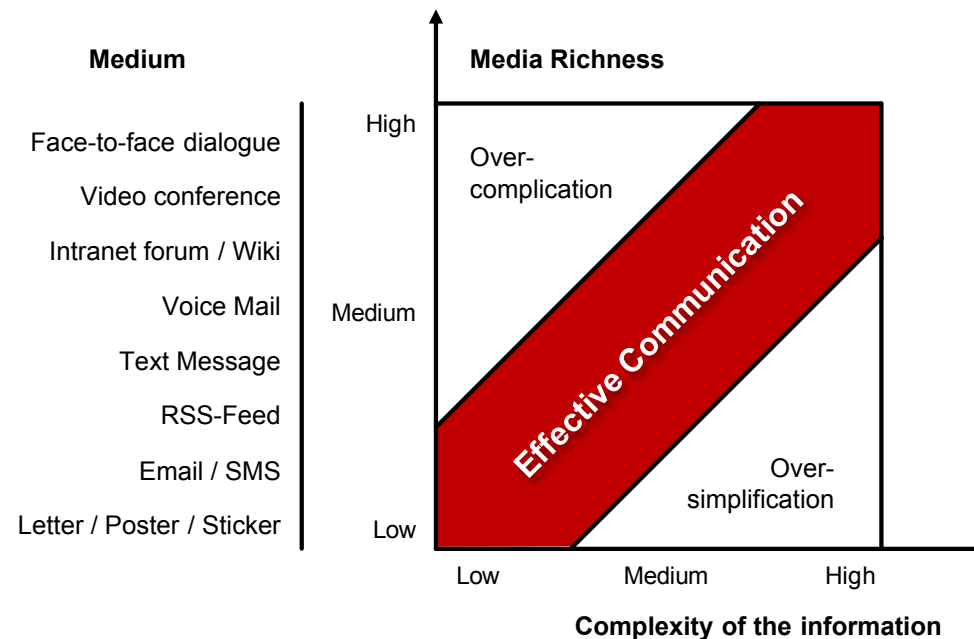 Medium
Media Richness
Face-to-face dialogue
Video conference
Intranet forum / Wiki
Voice Mail
Text Message
RSS-Feed
Email / SMS
Letter / Poster / Sticker
High
Medium
Low
Over-
complication
Effective Communication
Over-
simplification
Low
Medium
High
Complexity of the information